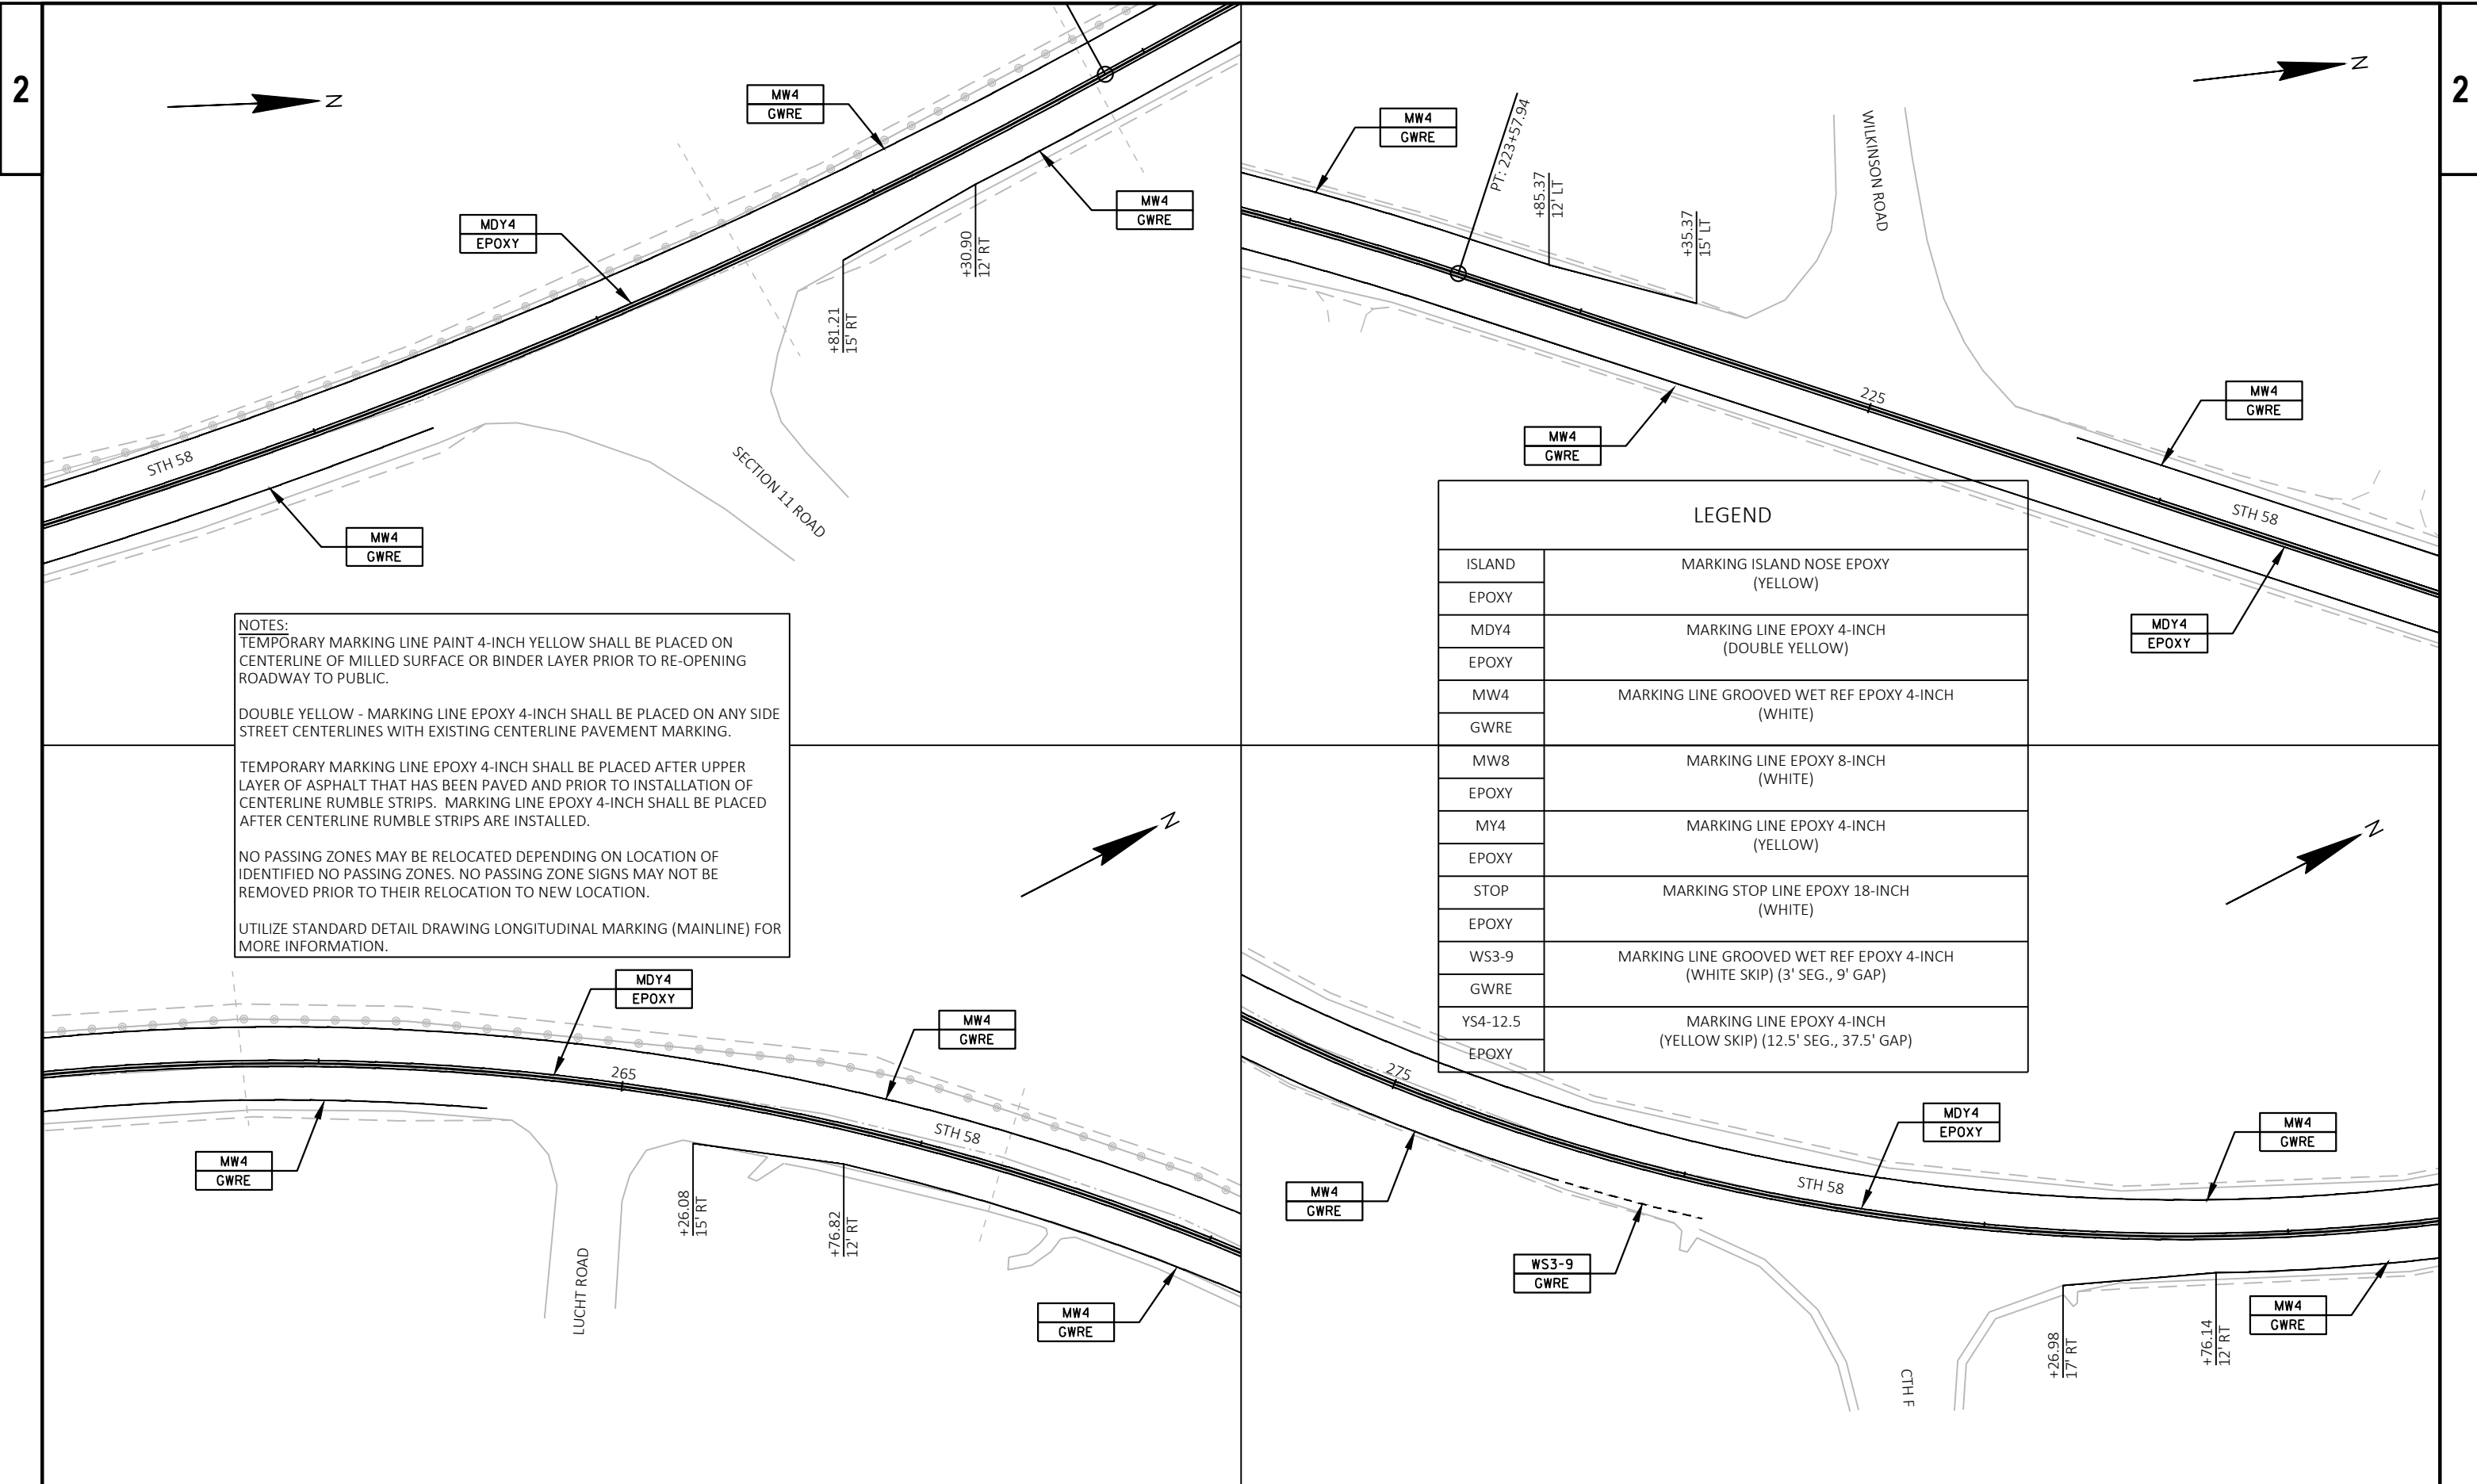 2
2
N
MW4
GWRE
MDY4
EPOXY
MW4
GWRE
+30.90
12' RT
+81.21
15' RT
STH 58
SECTION 11 ROAD
MW4
GWRE
N
MW4
GWRE
PT: 223+57.94
+85.37
12' LT
+35.37
15' LT
WILKINSON ROAD
225
MW4
GWRE
MW4
GWRE
STH 58
MDY4
EPOXY
NOTES:
TEMPORARY MARKING LINE PAINT 4-INCH YELLOW SHALL BE PLACED ON
CENTERLINE OF MILLED SURFACE OR BINDER LAYER PRIOR TO RE-OPENING
ROADWAY TO PUBLIC.
DOUBLE YELLOW - MARKING LINE EPOXY 4-INCH SHALL BE PLACED ON ANY SIDE
STREET CENTERLINES WITH EXISTING CENTERLINE PAVEMENT MARKING.
TEMPORARY MARKING LINE EPOXY 4-INCH SHALL BE PLACED AFTER UPPER
LAYER OF ASPHALT THAT HAS BEEN PAVED AND PRIOR TO INSTALLATION OF
CENTERLINE RUMBLE STRIPS. MARKING LINE EPOXY 4-INCH SHALL BE PLACED
AFTER CENTERLINE RUMBLE STRIPS ARE INSTALLED.
NO PASSING ZONES MAY BE RELOCATED DEPENDING ON LOCATION OF
IDENTIFIED NO PASSING ZONES. NO PASSING ZONE SIGNS MAY NOT BE
REMOVED PRIOR TO THEIR RELOCATION TO NEW LOCATION.
UTILIZE STANDARD DETAIL DRAWING LONGITUDINAL MARKING (MAINLINE) FOR
MORE INFORMATION.
LEGEND
ISLAND
EPOXY
MARKING ISLAND NOSE EPOXY
(YELLOW)
MDY4
EPOXY
MARKING LINE EPOXY 4-INCH
(DOUBLE YELLOW)
MW4
GWRE
MARKING LINE GROOVED WET REF EPOXY 4-INCH
(WHITE)
MW8
EPOXY
MARKING LINE EPOXY 8-INCH
(WHITE)
MY4
EPOXY
MARKING LINE EPOXY 4-INCH
(YELLOW)
STOP
EPOXY
MARKING STOP LINE EPOXY 18-INCH
(WHITE)
WS3-9
GWRE
MARKING LINE GROOVED WET REF EPOXY 4-INCH
(WHITE SKIP) (3' SEG., 9' GAP)
YS4-12.5
EPOXY
MARKING LINE EPOXY 4-INCH
(YELLOW SKIP) (12.5' SEG., 37.5' GAP)
N
MDY4
EPOXY
MW4
GWRE
265
STH 58
MW4
GWRE
+26.08
15' RT
+76.82
12' RT
LUCHT ROAD
MW4
GWRE
N
275
MDY4
EPOXY
MW4
GWRE
STH 58
MW4
GWRE
WS3-9
GWRE
+26.98
17' RT
+76.14
12' RT
MW4
GWRE
CTH F